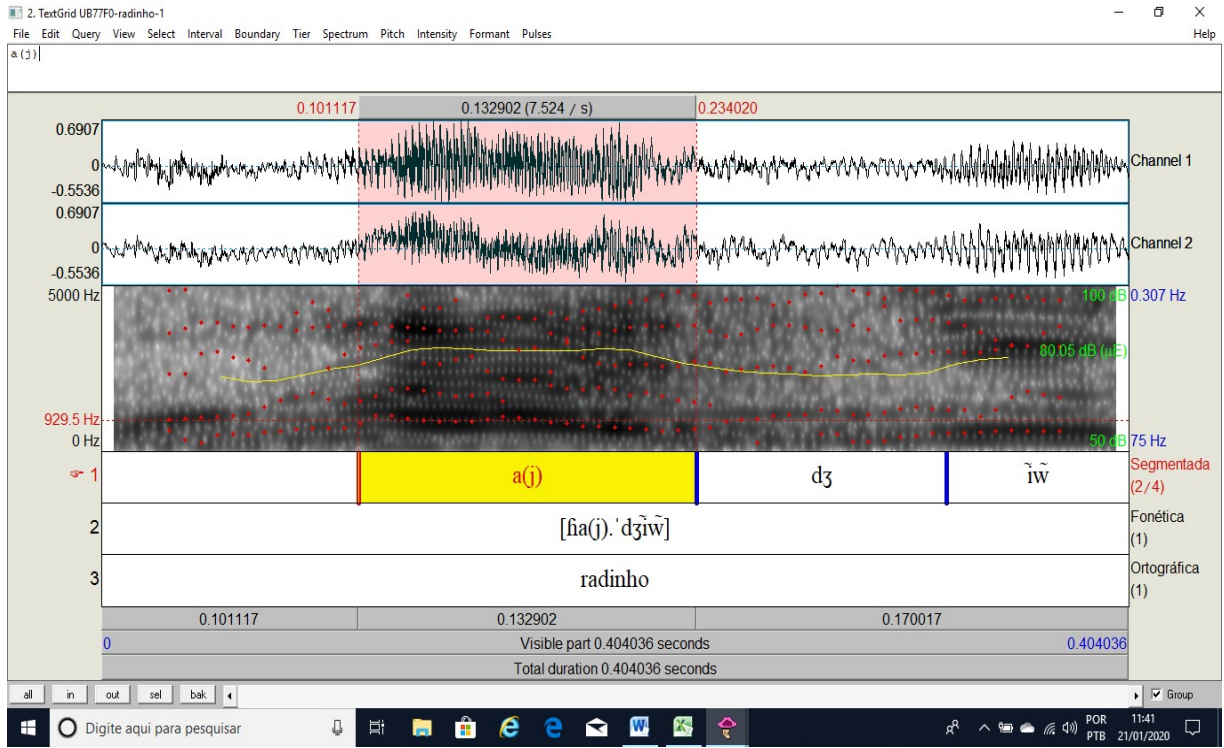 2. TextGrid UB77F0-radinho-1
File Edit Query View Select Interval Boundary Tier Spectrum Pitch Intensity Formant Pulses Help
a(j)
0.101117 0.132902 (7.524 / s) 0.234020
0.6907
0 Channel 1
-0.5536
0.6907
0 Channel 2
-0.5536
5000 Hz 100 dB 0.307 Hz
80.05 dB (µE)
929.5 Hz
0 Hz 50 dB 75 Hz
☞ 1 a(j) dʒ ĩw̃ Segmentada
(2/4)
2 [ɦa(j).ˈdʒĩw̃] Fonética
(1)
3 radinho Ortográfica
(1)
0.101117 0.132902 0.170017
0 Visible part 0.404036 seconds 0.404036
Total duration 0.404036 seconds
all in out sel bak Group
Digite aqui para pesquisar POR 11:41
PTB 21/01/2020